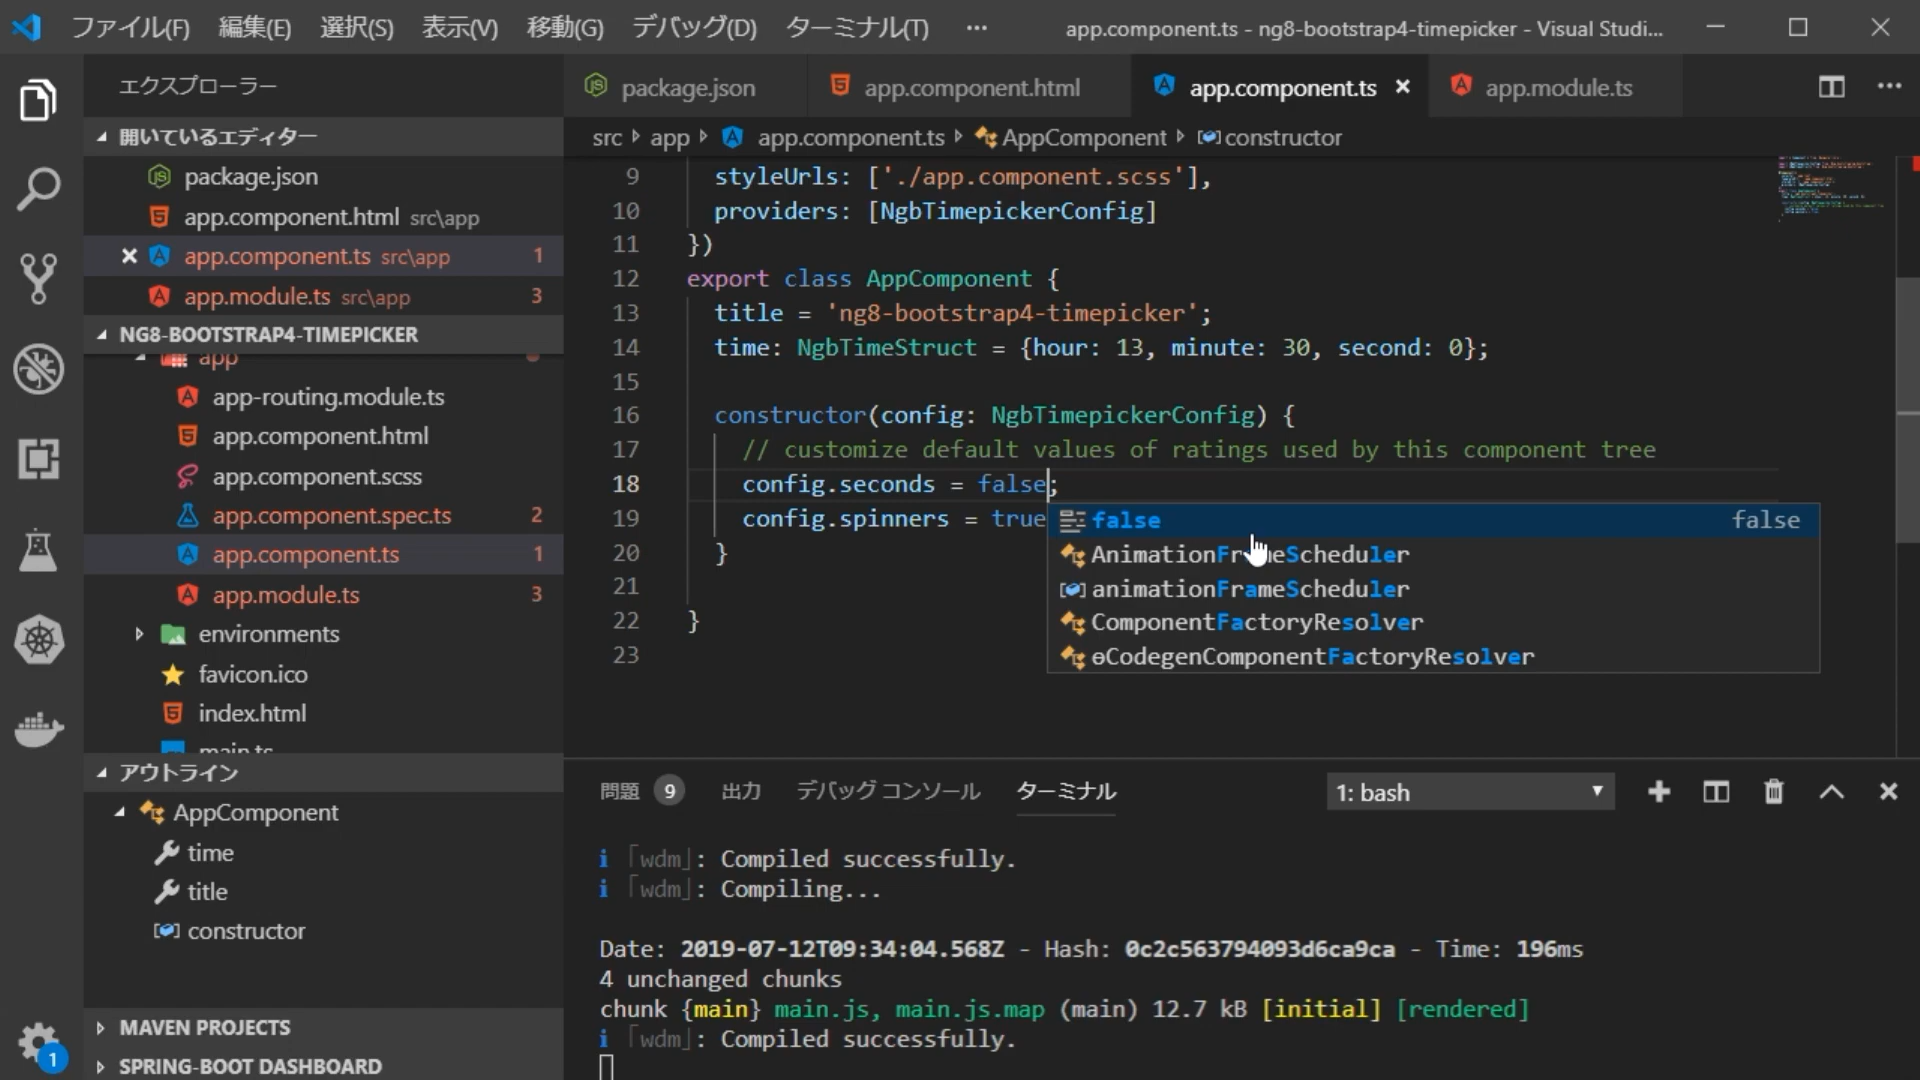 ファイル(F) 編集(E) 選択(S) 表示(V) 移動(G) デバッグ(D) ターミナル(T) ··· app.component.ts - ng8-bootstrap4-timepicker - Visual Studi...
エクスプローラー
package.json app.component.html app.component.ts app.module.ts
開いているエディター
package.json
app.component.html src\app
app.component.ts src\app 1
app.module.ts src\app 3
NG8-BOOTSTRAP4-TIMEPICKER
app
app-routing.module.ts
app.component.html
app.component.scss
app.component.spec.ts 2
app.component.ts 1
app.module.ts 3
environments
favicon.ico
index.html
main.ts
アウトライン
AppComponent
time
title
constructor
MAVEN PROJECTS
SPRING-BOOT DASHBOARD
1
src app app.component.ts AppComponent constructor
9 styleUrls: ['./app.component.scss'],
10 providers: [NgbTimepickerConfig]
11 })
12 export class AppComponent {
13 title = 'ng8-bootstrap4-timepicker';
14 time: NgbTimeStruct = {hour: 13, minute: 30, second: 0};
15
16 constructor(config: NgbTimepickerConfig) {
17 // customize default values of ratings used by this component tree
18 config.seconds = false;
19 config.spinners = true
20 }
21
22 }
23
false false
AnimationFrameScheduler
animationFrameScheduler
ComponentFactoryResolver
ɵCodegenComponentFactoryResolver
問題 9 出力 デバッグ コンソール ターミナル 1: bash
i ｢wdm｣: Compiled successfully.
i ｢wdm｣: Compiling...
Date: 2019-07-12T09:34:04.568Z - Hash: 0c2c563794093d6ca9ca - Time: 196ms
4 unchanged chunks
chunk {main} main.js, main.js.map (main) 12.7 kB [initial] [rendered]
i ｢wdm｣: Compiled successfully.